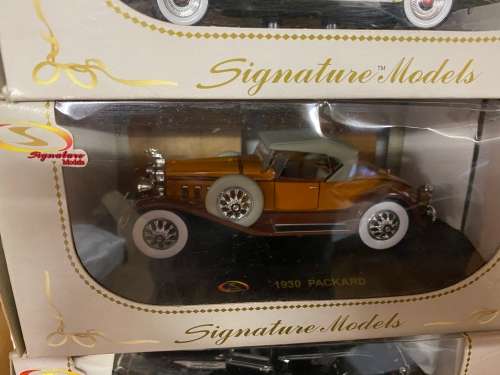 Signature™ Models
S
Signature
Models
1930 PACKARD
Signature Models